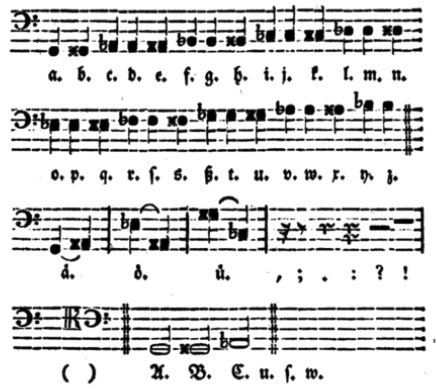 a. b. c. d. e. f. g. h. i. j. k. l. m. n.
o. p. q. r. ſ. s. ß. t. u. v. w. x. y. z.
ä. ö. ü. , ; . : ? !
( ) A. B. C. u. ſ. w.